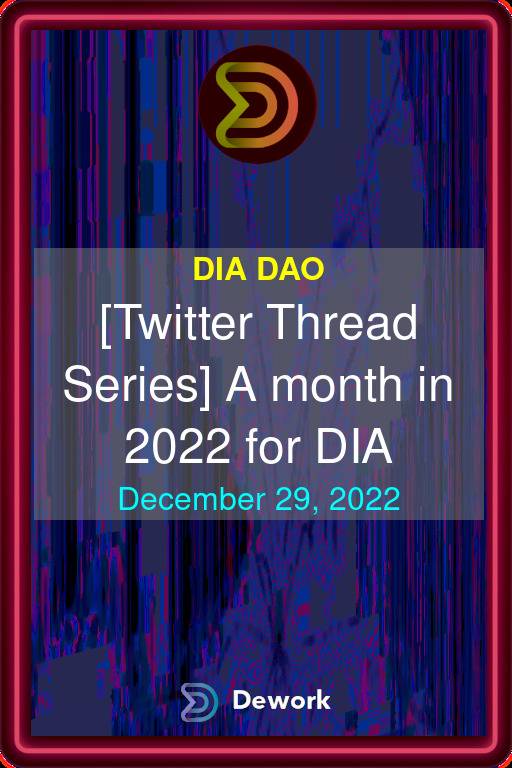 DIA DAO
[Twitter Thread
Series] A month in
2022 for DIA
December 29, 2022
Dework